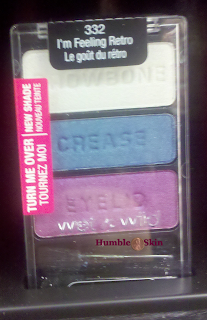 332
I'm Feeling Retro
Le goût du rétro
BROWBONE
TURN ME OVER
TOURNEZ MOI
NEW SHADE
NOUVEAU TEINTE
CREASE
EYELID
wet n wild
Humble Skin